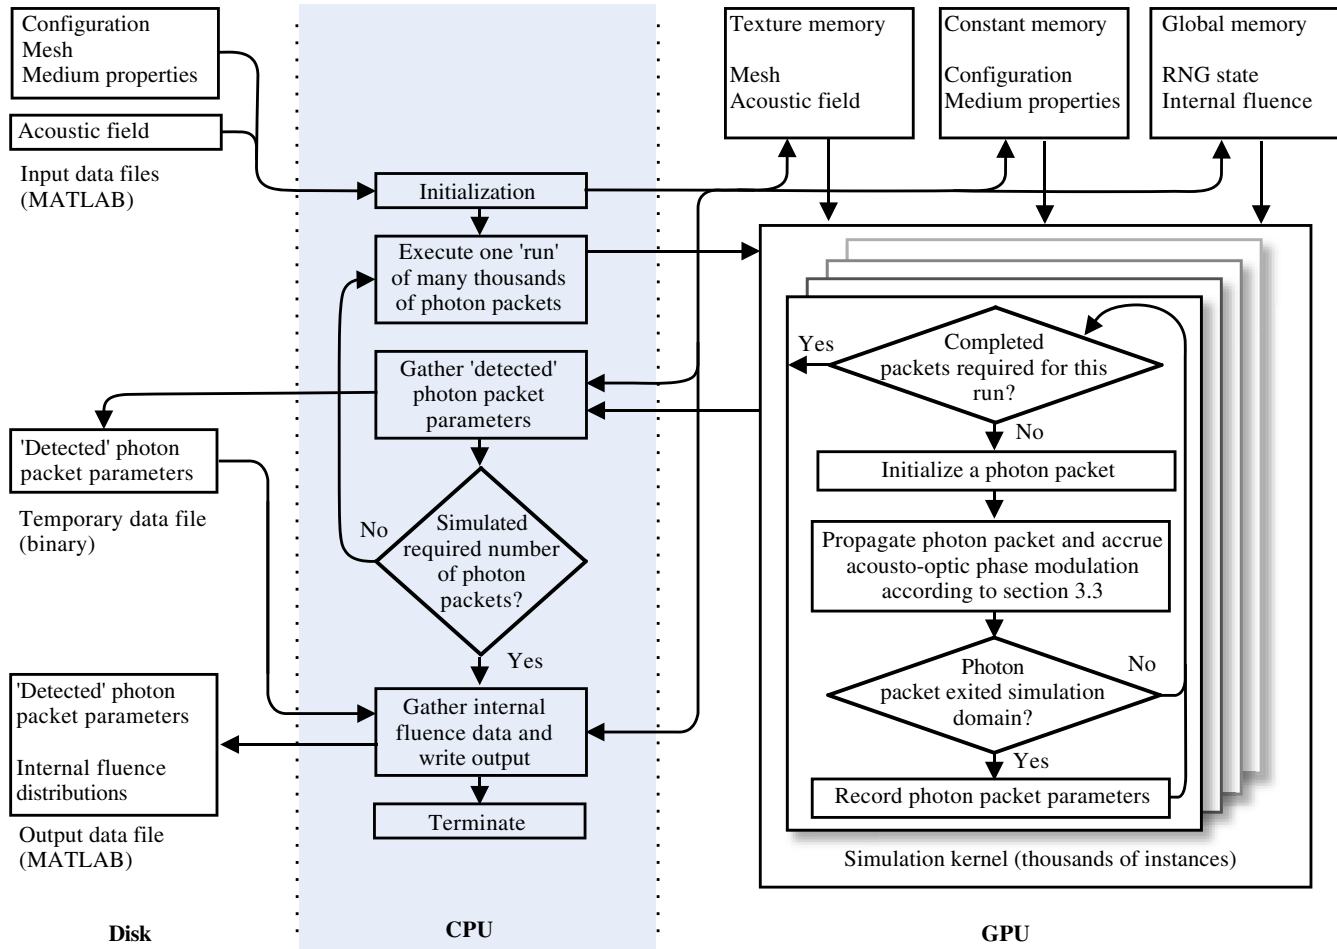 Configuration
Mesh
Medium properties
Acoustic field
Input data files
(MATLAB)
'Detected' photon
packet parameters
Temporary data file
(binary)
'Detected' photon
packet parameters
Internal fluence
distributions
Output data file
(MATLAB)
Disk
Initialization
Execute one 'run'
of many thousands
of photon packets
Gather 'detected'
photon packet
parameters
No
Simulated
required number
of photon
packets?
Yes
Gather internal
fluence data and
write output
Terminate
CPU
Texture memory
Mesh
Acoustic field
Constant memory
Configuration
Medium properties
Global memory
RNG state
Internal fluence
Yes
Completed
packets required for this
run?
No
Initialize a photon packet
Propagate photon packet and accrue
acousto-optic phase modulation
according to section 3.3
Photon
packet exited simulation
domain?
No
Yes
Record photon packet parameters
Simulation kernel (thousands of instances)
GPU